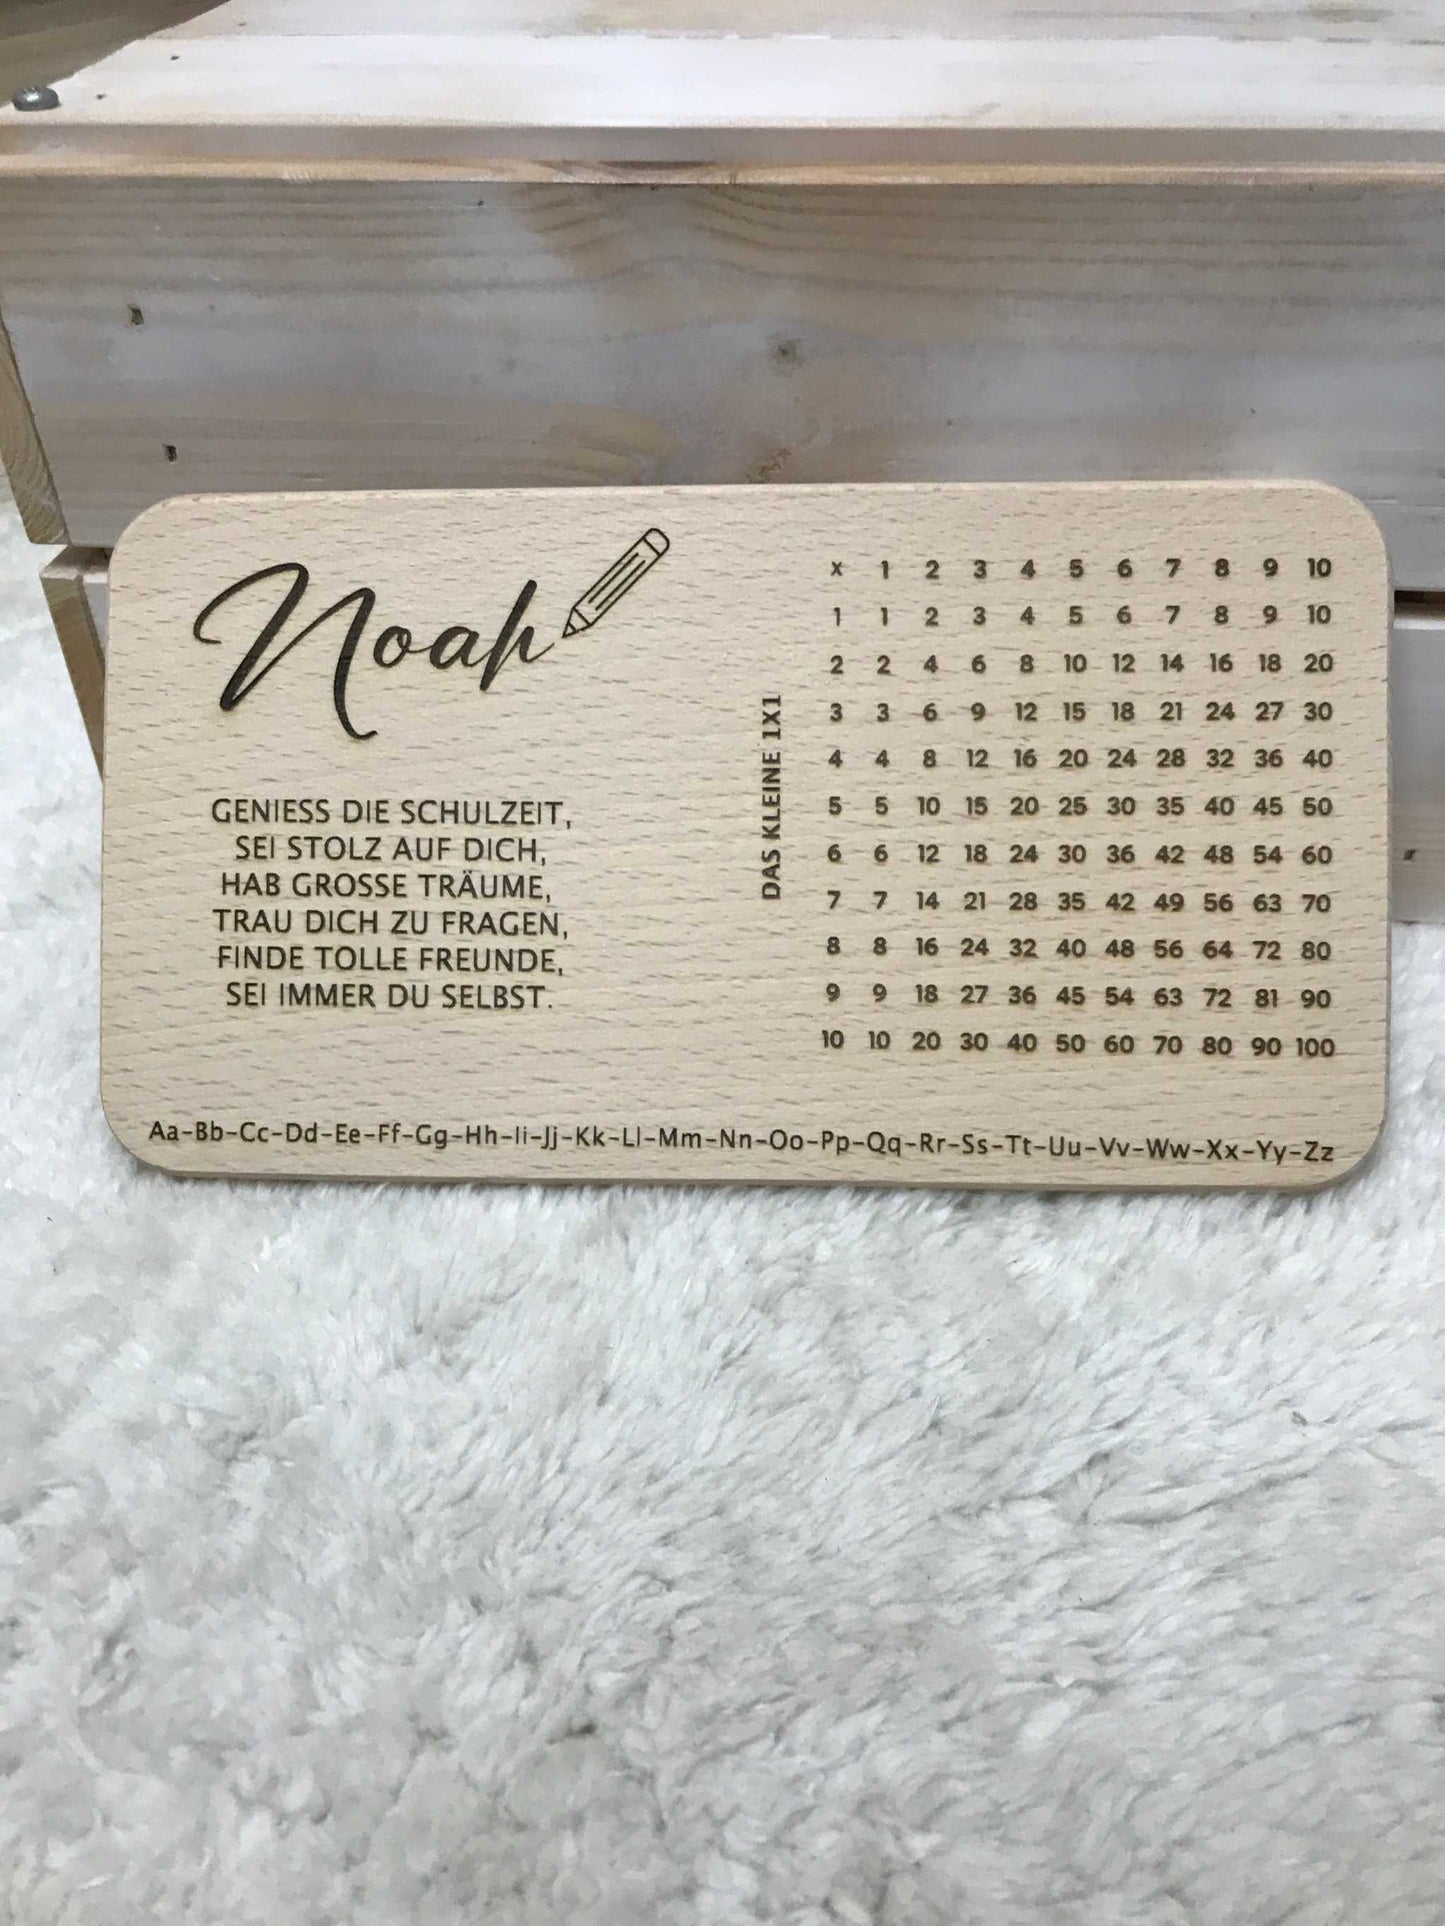 Noah
GENIESS DIE SCHULZEIT,
SEI STOLZ AUF DICH,
HAB GROSSE TRÄUME,
TRAU DICH ZU FRAGEN,
FINDE TOLLE FREUNDE,
SEI IMMER DU SELBST.
DAS KLEINE 1X1
x 1 2 3 4 5 6 7 8 9 10
1 1 2 3 4 5 6 7 8 9 10
2 2 4 6 8 10 12 14 16 18 20
3 3 6 9 12 15 18 21 24 27 30
4 4 8 12 16 20 24 28 32 36 40
5 5 10 15 20 25 30 35 40 45 50
6 6 12 18 24 30 36 42 48 54 60
7 7 14 21 28 35 42 49 56 63 70
8 8 16 24 32 40 48 56 64 72 80
9 9 18 27 36 45 54 63 72 81 90
10 10 20 30 40 50 60 70 80 90 100
Aa-Bb-Cc-Dd-Ee-Ff-Gg-Hh-Ii-Jj-Kk-Ll-Mm-Nn-Oo-Pp-Qq-Rr-Ss-Tt-Uu-Vv-Ww-Xx-Yy-Zz